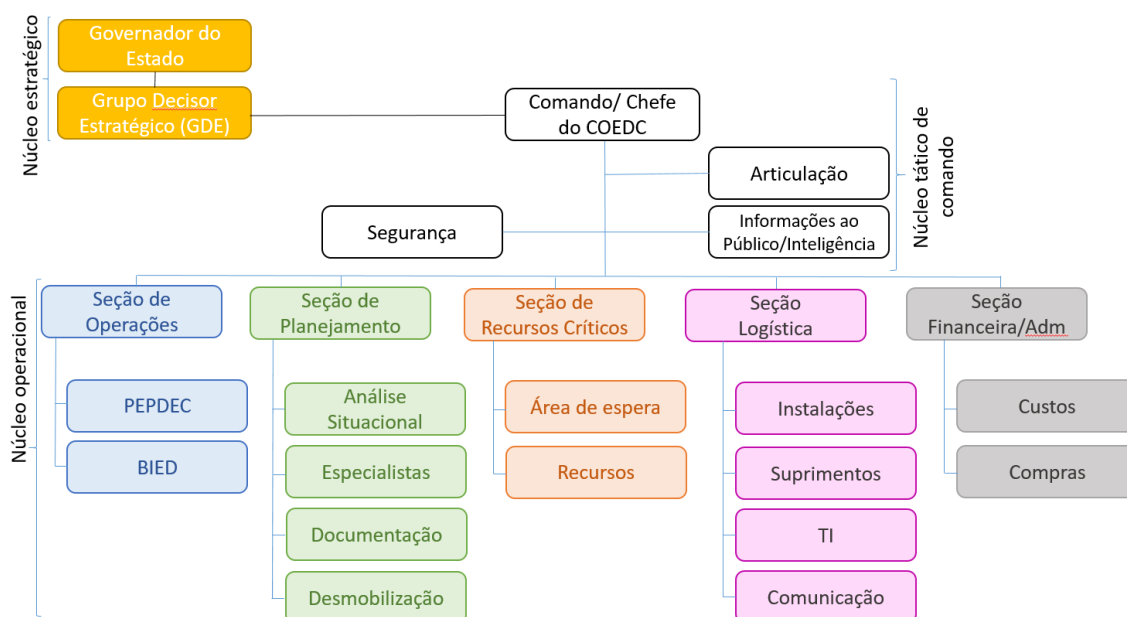 Núcleo estratégico
Governador do
Estado
Grupo Decisor
Estratégico (GDE)
Comando/ Chefe
do COEDC
Articulação
Segurança
Informações ao
Público/Inteligência
Núcleo tático de
comando
Núcleo operacional
Seção de
Operações
PEPDEC
BIED
Seção de
Planejamento
Análise
Situacional
Especialistas
Documentação
Desmobilização
Seção de
Recursos Críticos
Área de espera
Recursos
Seção
Logística
Instalações
Suprimentos
TI
Comunicação
Seção
Financeira/Adm
Custos
Compras